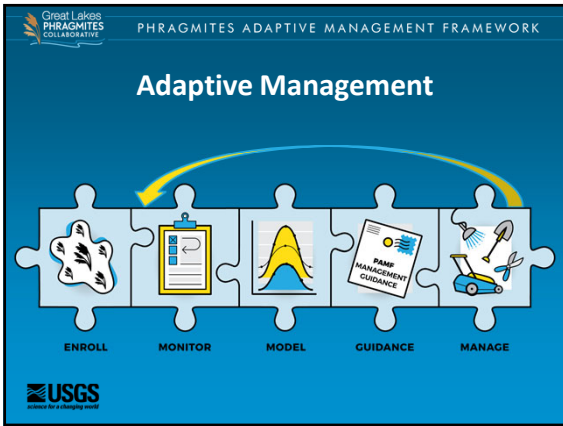 Great Lakes
PHRAGMITES
COLLABORATIVE
PHRAGMITES ADAPTIVE MANAGEMENT FRAMEWORK
Adaptive Management
PAMF
MANAGEMENT
GUIDANCE
ENROLL MONITOR MODEL GUIDANCE MANAGE
USGS
science for a changing world